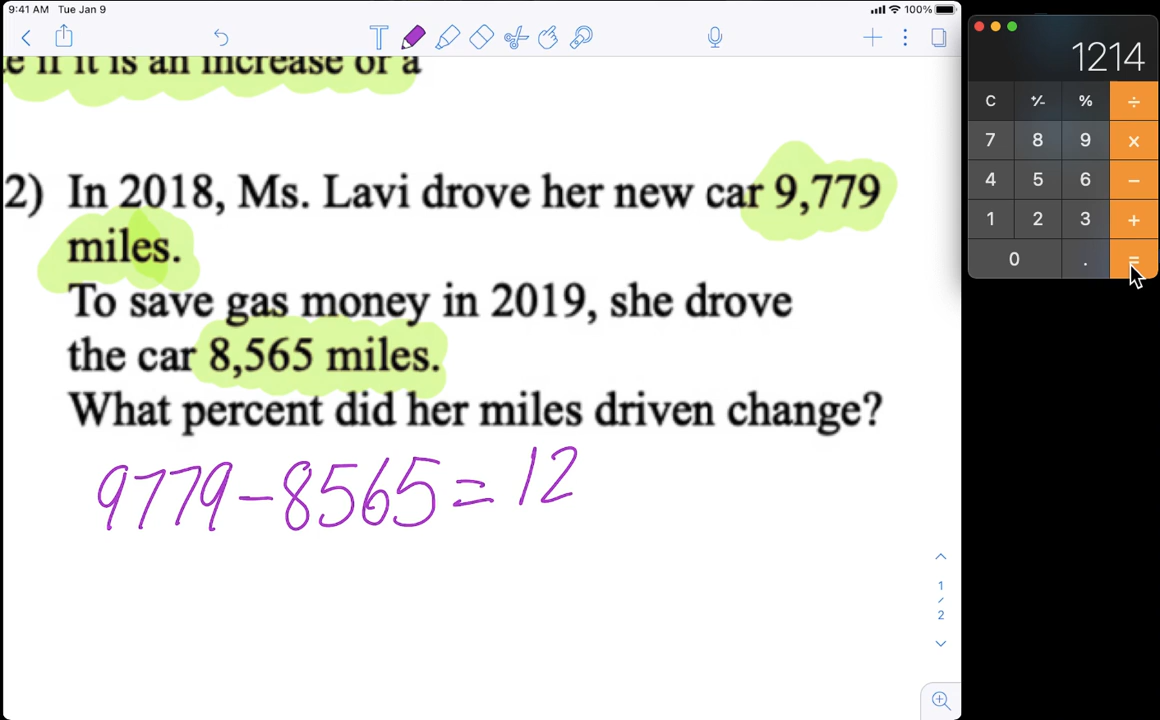 9:41 AM Tue Jan 9
100%
T
e if it is an increase or a
2) In 2018, Ms. Lavi drove her new car 9,779
miles.
To save gas money in 2019, she drove
the car 8,565 miles.
What percent did her miles driven change?
9779-8565=12
1
2
1214
C +/- % ÷
7 8 9 ×
4 5 6 −
1 2 3 +
0 . =